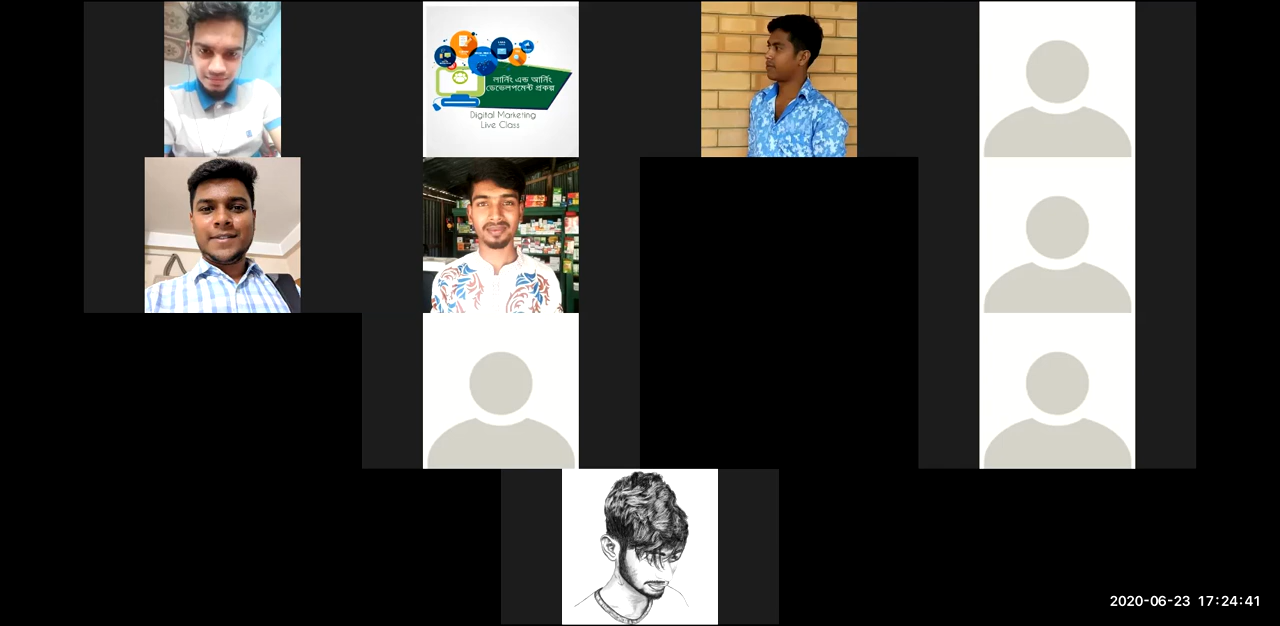 লার্নিং এন্ড আর্নিং
ডেভেলপমেন্ট প্রকল্প
Digital Marketing
Live Class
2020-06-23 17:24:41